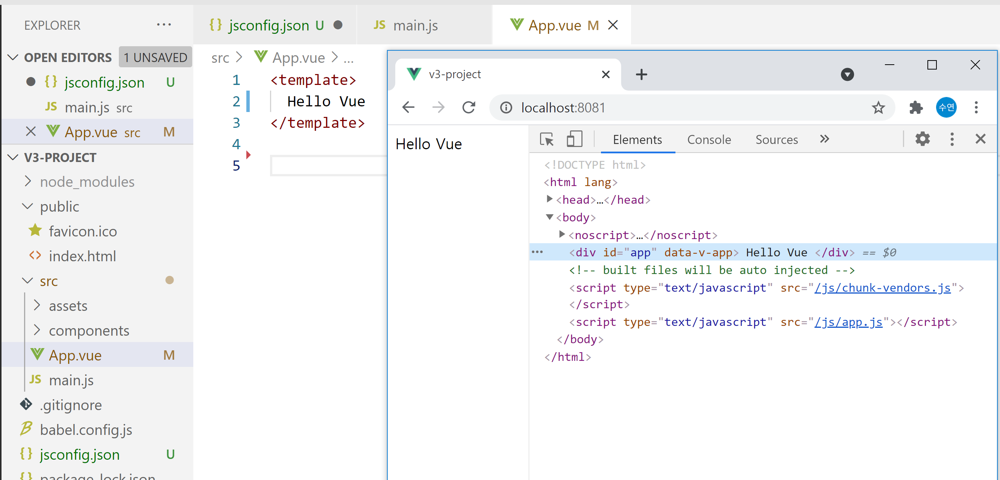 EXPLORER ...
OPEN EDITORS 1 UNSAVED
{} jsconfig.json U
JS main.js src
App.vue src M
V3-PROJECT
node_modules
public
favicon.ico
<> index.html
src
assets
components
App.vue M
JS main.js
.gitignore
B babel.config.js
{} jsconfig.json U
{} package-lock.json
{} jsconfig.json U
JS main.js
App.vue M
src > App.vue > ...
1 <template>
2 Hello Vue
3 </template>
4
5
v3-project
localhost:8081
수연
Hello Vue
Elements Console Sources »
<!DOCTYPE html>
<html lang>
<head>…</head>
<body>
<noscript>…</noscript>
<div id="app" data-v-app> Hello Vue </div> == $0
<!-- built files will be auto injected -->
<script type="text/javascript" src="/js/chunk-vendors.js">
</script>
<script type="text/javascript" src="/js/app.js"></script>
</body>
</html>